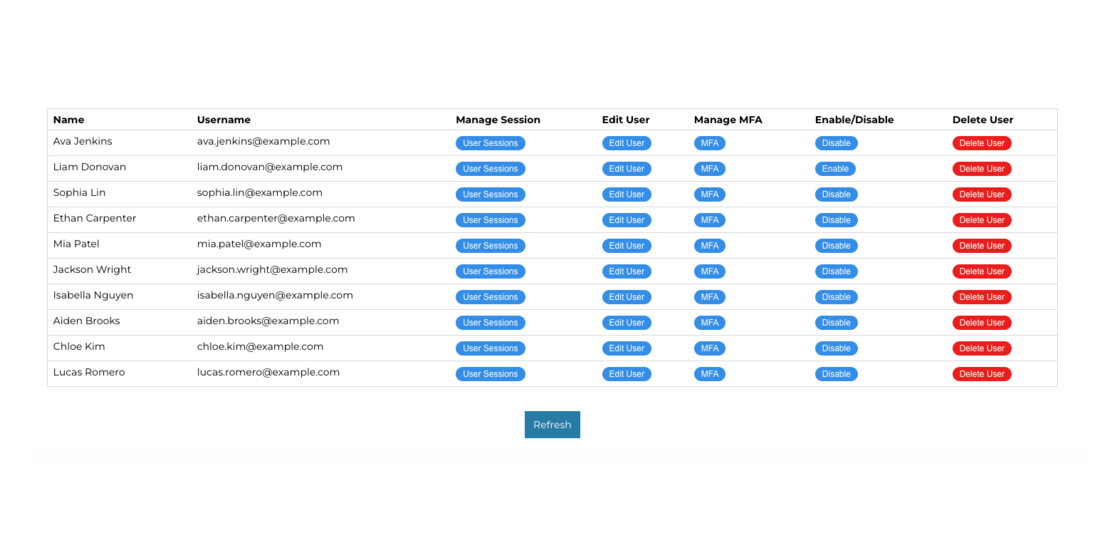 Name Username Manage Session Edit User Manage MFA Enable/Disable Delete User
Ava Jenkins ava.jenkins@example.com User Sessions Edit User MFA Disable Delete User
Liam Donovan liam.donovan@example.com User Sessions Edit User MFA Enable Delete User
Sophia Lin sophia.lin@example.com User Sessions Edit User MFA Disable Delete User
Ethan Carpenter ethan.carpenter@example.com User Sessions Edit User MFA Disable Delete User
Mia Patel mia.patel@example.com User Sessions Edit User MFA Disable Delete User
Jackson Wright jackson.wright@example.com User Sessions Edit User MFA Disable Delete User
Isabella Nguyen isabella.nguyen@example.com User Sessions Edit User MFA Disable Delete User
Aiden Brooks aiden.brooks@example.com User Sessions Edit User MFA Disable Delete User
Chloe Kim chloe.kim@example.com User Sessions Edit User MFA Disable Delete User
Lucas Romero lucas.romero@example.com User Sessions Edit User MFA Disable Delete User
Refresh